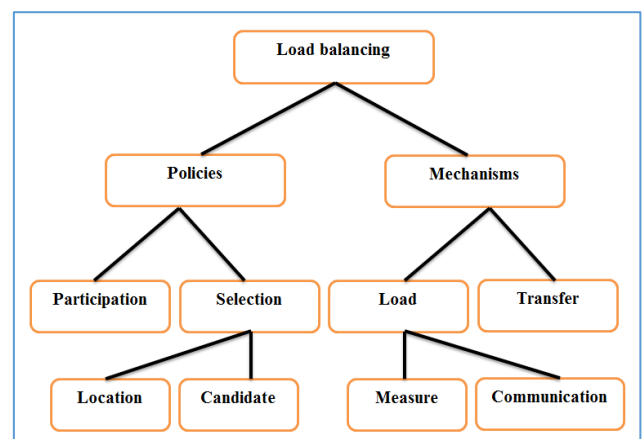 Load balancing
Policies
Mechanisms
Participation
Selection
Load
Transfer
Location
Candidate
Measure
Communication